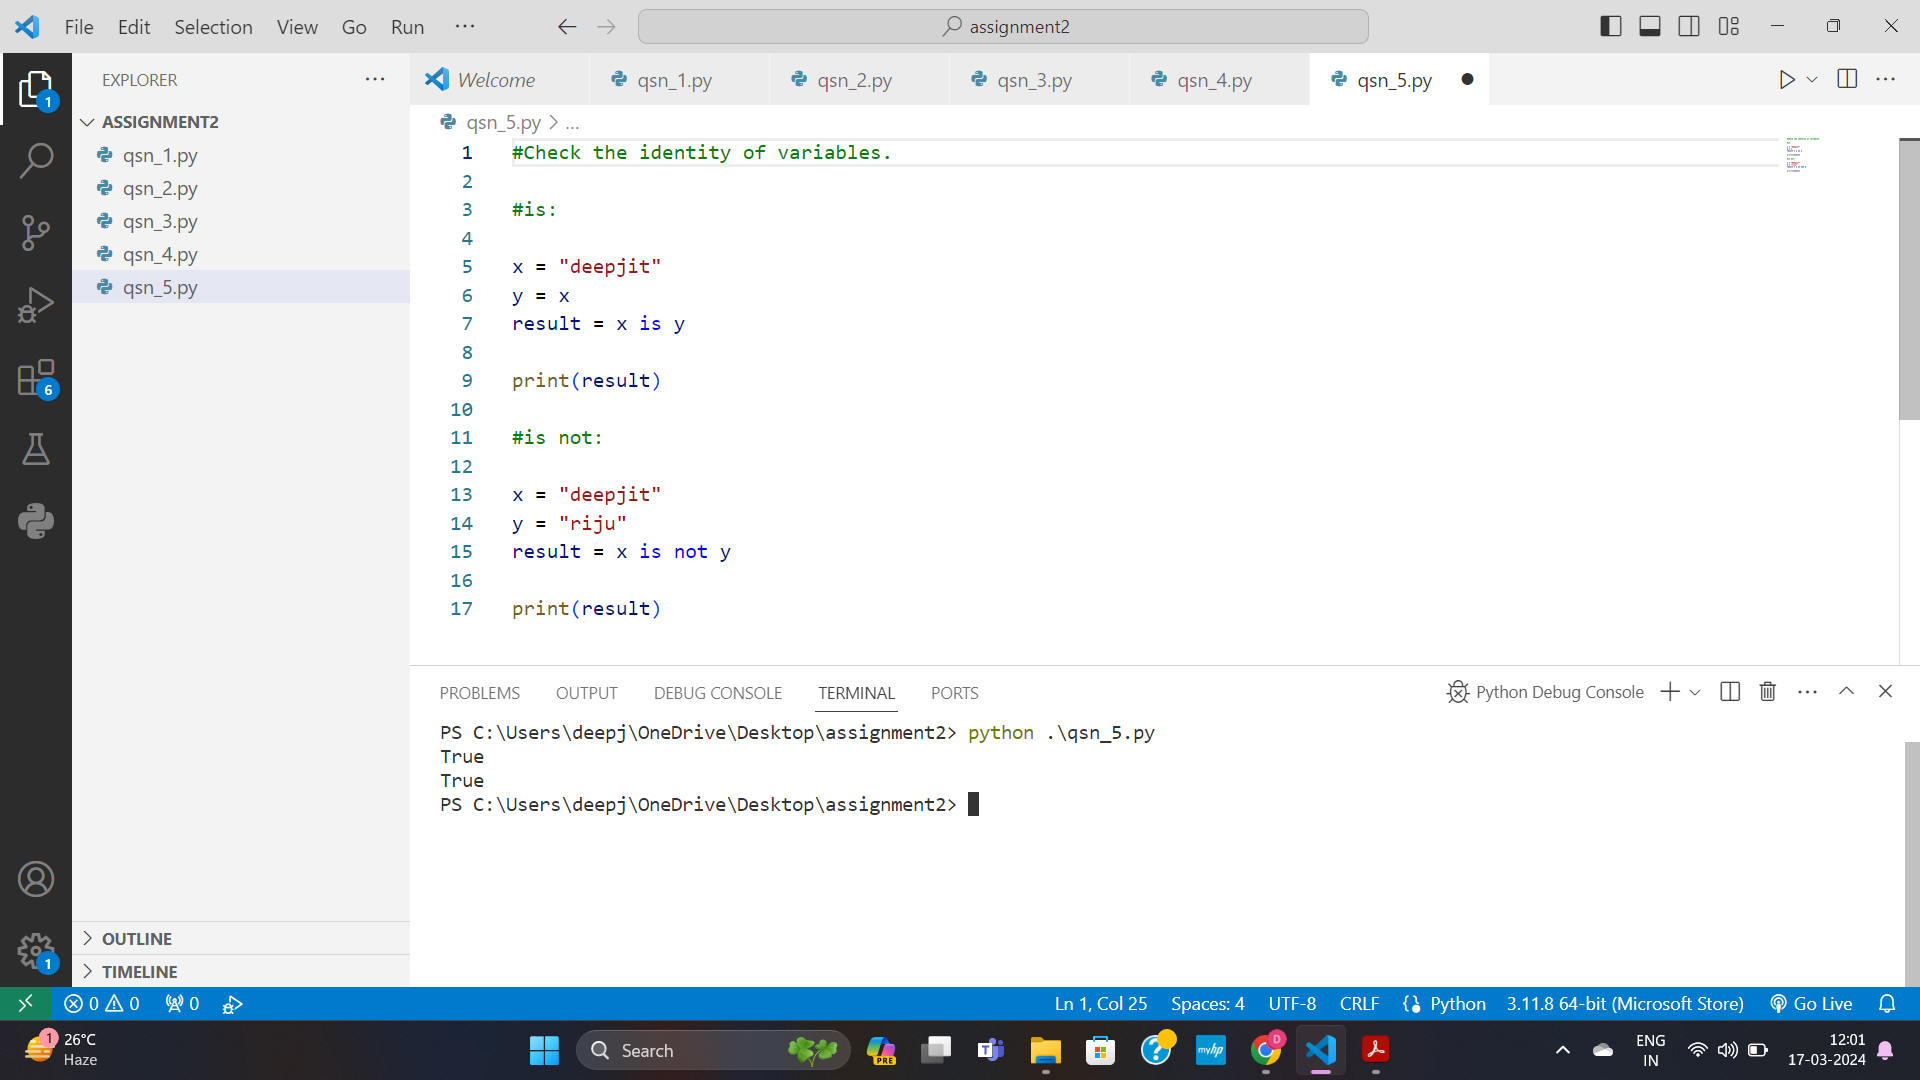 File Edit Selection View Go Run ··· assignment2
EXPLORER ···
Welcome qsn_1.py qsn_2.py qsn_3.py qsn_4.py qsn_5.py
ASSIGNMENT2
qsn_1.py
qsn_2.py
qsn_3.py
qsn_4.py
qsn_5.py
qsn_5.py > ...
1 #Check the identity of variables.
2
3 #is:
4
5 x = "deepjit"
6 y = x
7 result = x is y
8
9 print(result)
10
11 #is not:
12
13 x = "deepjit"
14 y = "riju"
15 result = x is not y
16
17 print(result)
1
6
1
PROBLEMS OUTPUT DEBUG CONSOLE TERMINAL PORTS Python Debug Console
PS C:\Users\deepj\OneDrive\Desktop\assignment2> python .\qsn_5.py
True
True
PS C:\Users\deepj\OneDrive\Desktop\assignment2>
OUTLINE
TIMELINE
0 0 0 Ln 1, Col 25 Spaces: 4 UTF-8 CRLF Python 3.11.8 64-bit (Microsoft Store) Go Live
1 26°C
Haze
Search
PRE
myhp
D
ENG
IN
12:01
17-03-2024